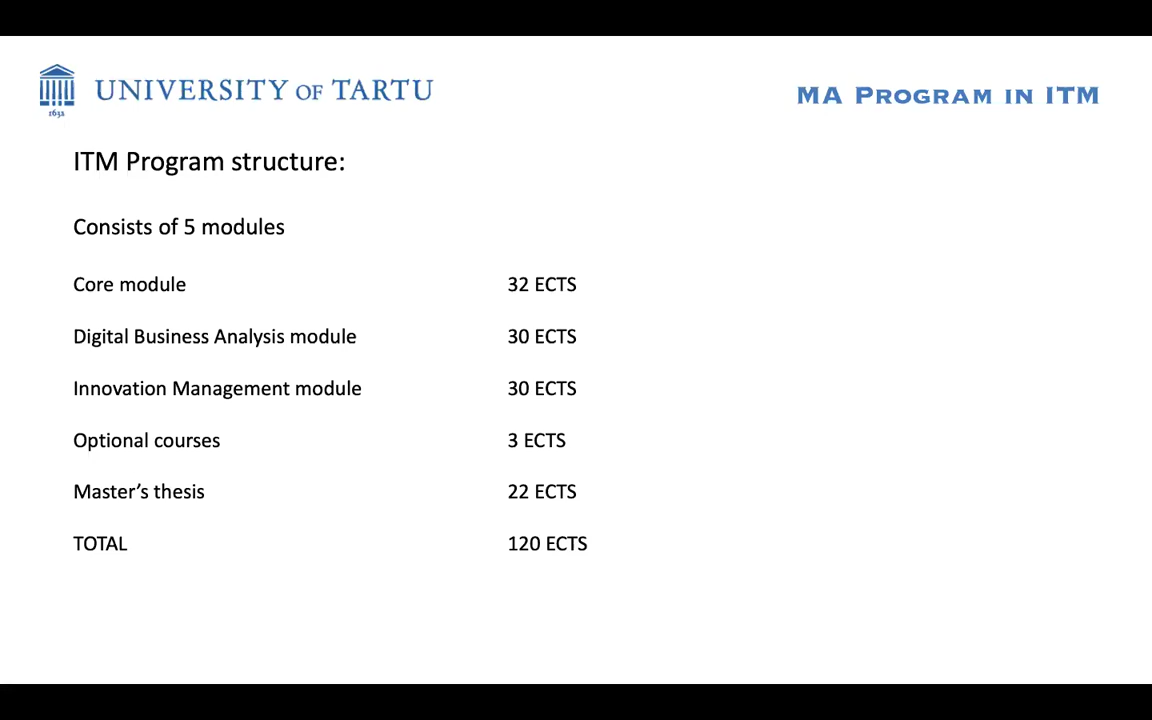 UNIVERSITY OF TARTU
1632
MA PROGRAM IN ITM
ITM Program structure:
Consists of 5 modules
Core module 32 ECTS
Digital Business Analysis module 30 ECTS
Innovation Management module 30 ECTS
Optional courses 3 ECTS
Master's thesis 22 ECTS
TOTAL 120 ECTS